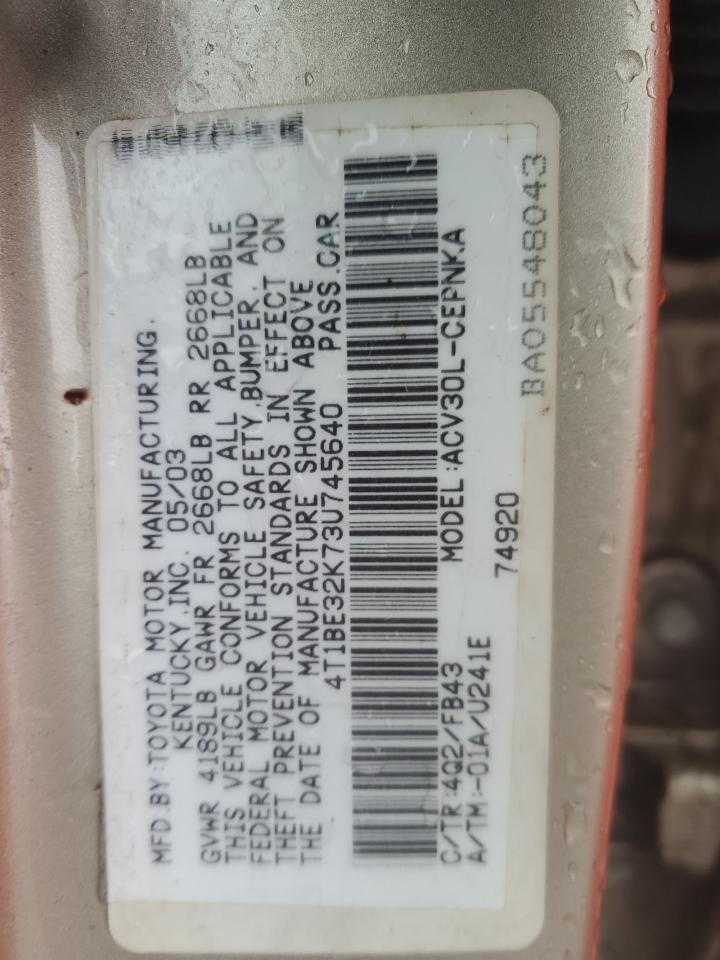 MFD.BY:TOYOTA MOTOR MANUFACTURING,
KENTUCKY,INC. 05/03
GVWR 4189LB GAWR FR 2668LB RR 2668LB
THIS VEHICLE CONFORMS TO ALL APPLICABLE
FEDERAL MOTOR VEHICLE SAFETY,BUMPER, AND
THEFT PREVENTION STANDARDS IN EFFECT ON
THE DATE OF MANUFACTURE SHOWN ABOVE
4T1BE32K73U745640 PASS.CAR
C/TR:4Q2/FB43 MODEL:ACV30L-CEPNKA
A/TM:-01A/U241E 74920
BA05548043